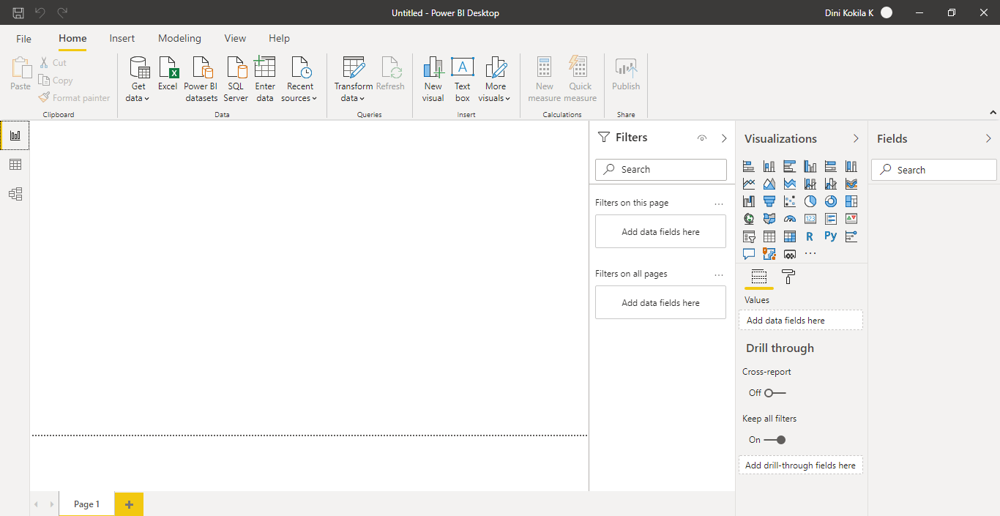 Untitled - Power BI Desktop
Dini Kokila K
File Home Insert Modeling View Help
Paste
Cut
Copy
Format painter
Clipboard
Get data
Excel
Power BI datasets
SQL Server
Enter data
Recent sources
Data
Transform data
Refresh
Queries
New visual
Text box
More visuals
Insert
New measure
Quick measure
Calculations
Publish
Share
Filters
Search
Filters on this page ...
Add data fields here
Filters on all pages ...
Add data fields here
Visualizations
123
R Py
...
Values
Add data fields here
Drill through
Cross-report
Off
Keep all filters
On
Add drill-through fields here
Fields
Search
Page 1
+